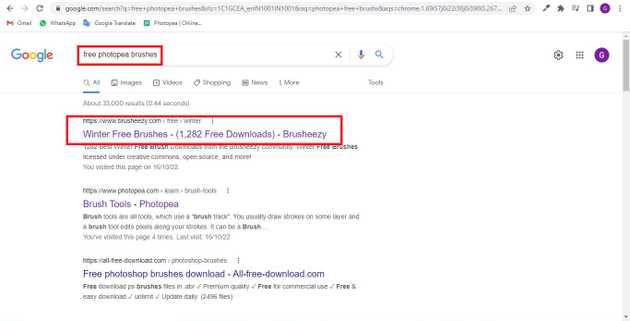 google.com/search?q=free+photopea+brushes&rlz=1C1GCEA_enIN1001IN1001&oq=photopea+free+brushe&aqs=chrome.1.69i57j0i22i30j0i390l3.267...
G
Gmail WhatsApp Google Translate Photopea | Online...
Google
free photopea brushes
G
All Images Videos Shopping News More Tools
About 33,000 results (0.44 seconds)
https://www.brusheezy.com › free › winter
Winter Free Brushes - (1,282 Free Downloads) - Brusheezy
1282 Best Winter Free Brush Downloads from the Brusheezy community. Winter Free Brushes
licensed under creative commons, open source, and more!
You visited this page on 16/10/22.
https://www.photopea.com › learn › brush-tools
Brush Tools - Photopea
Brush tools are all tools, which use a "brush track". You usually draw strokes on some layer and
a brush tool edits pixels along your strokes. It can be a Brush...
You've visited this page 4 times. Last visit: 16/10/22
https://all-free-download.com › photoshop-brushes
Free photoshop brushes download - All-free-download.com
Free download ps brushes files in .abr ✓ Premium quality ✓ Free for commercial use ✓ Free &
easy download ✓ unlimit ✓ Update daily. (2496 files)